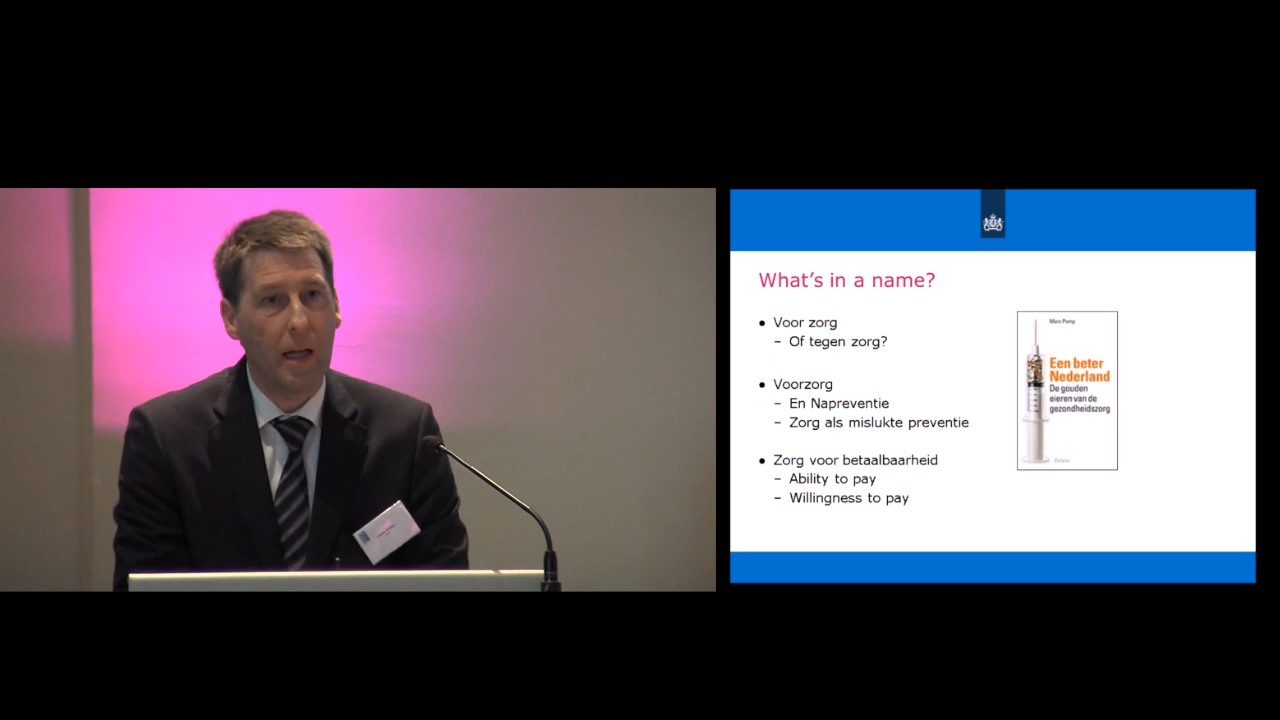 What's in a name?
• Voor zorg
– Of tegen zorg?
• Voorzorg
– En Napreventie
– Zorg als mislukte preventie
• Zorg voor betaalbaarheid
– Ability to pay
– Willingness to pay
Marc Pomp
Een beter
Nederland
De gouden
eieren van de
gezondheidszorg
Balans